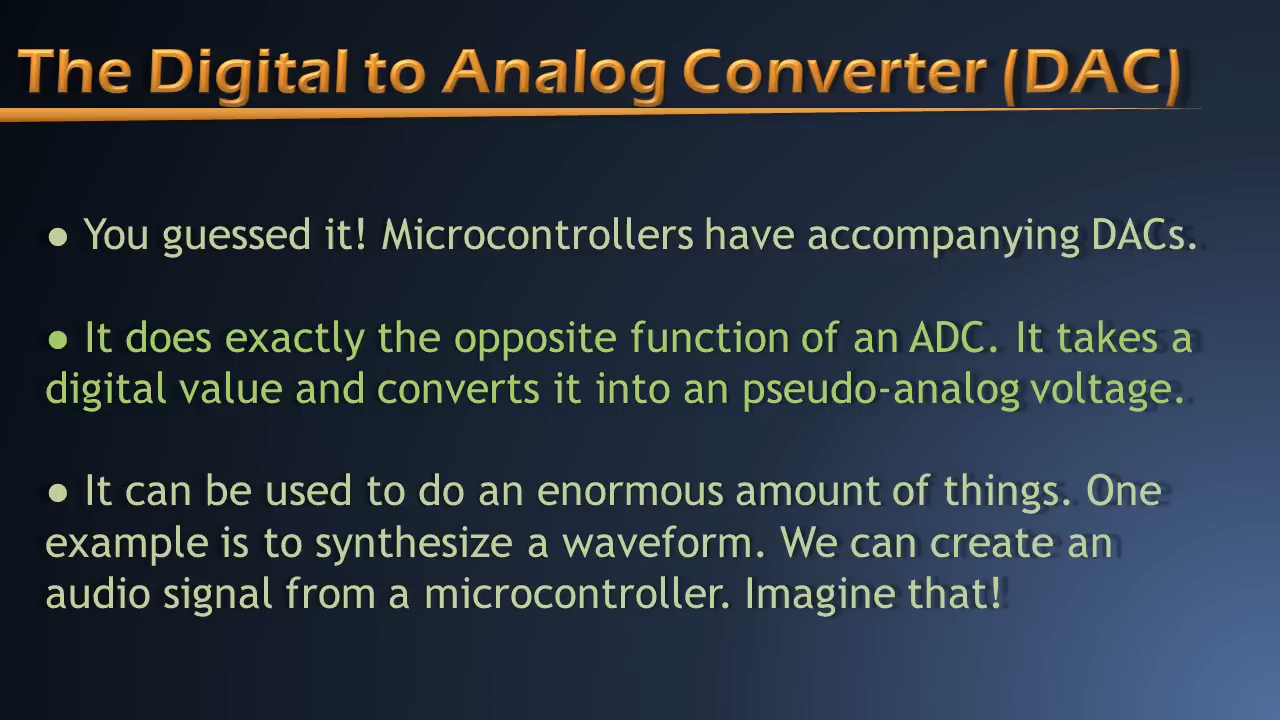 The Digital to Analog Converter (DAC)
● You guessed it! Microcontrollers have accompanying DACs.
● It does exactly the opposite function of an ADC. It takes a
digital value and converts it into an pseudo-analog voltage.
● It can be used to do an enormous amount of things. One
example is to synthesize a waveform. We can create an
audio signal from a microcontroller. Imagine that!